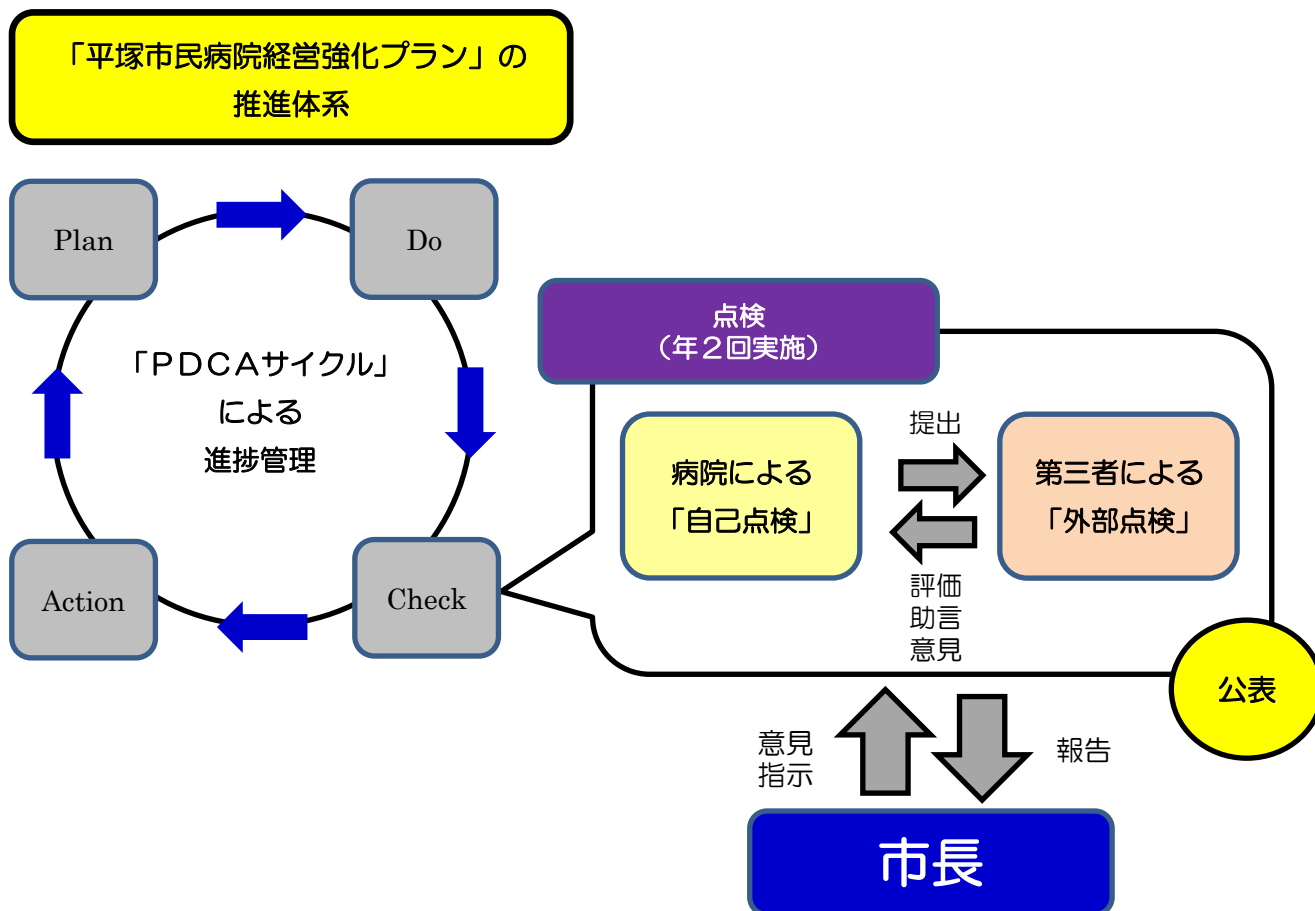 「平塚市民病院経営強化プラン」の
推進体系
Plan
Do
「ＰＤＣＡサイクル」
による
進捗管理
Action
Check
点検
（年２回実施）
病院による
「自己点検」
提出
評価
助言
意見
第三者による
「外部点検」
公表
意見
指示
報告
市長